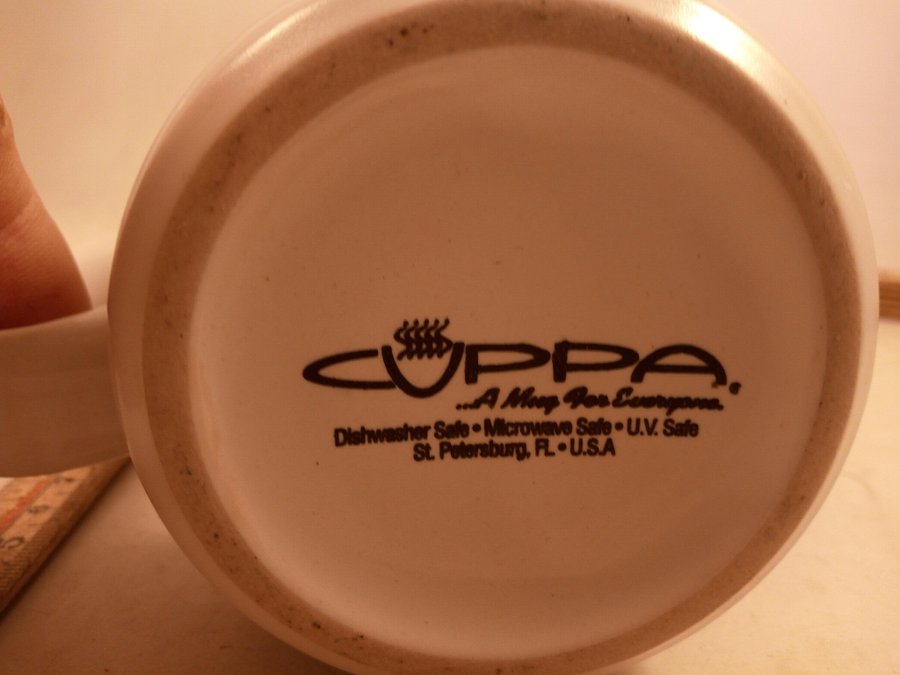 CUPPA®
...A Mug For Everyone.
Dishwasher Safe • Microwave Safe • U.V. Safe
St. Petersburg, FL • U.S.A